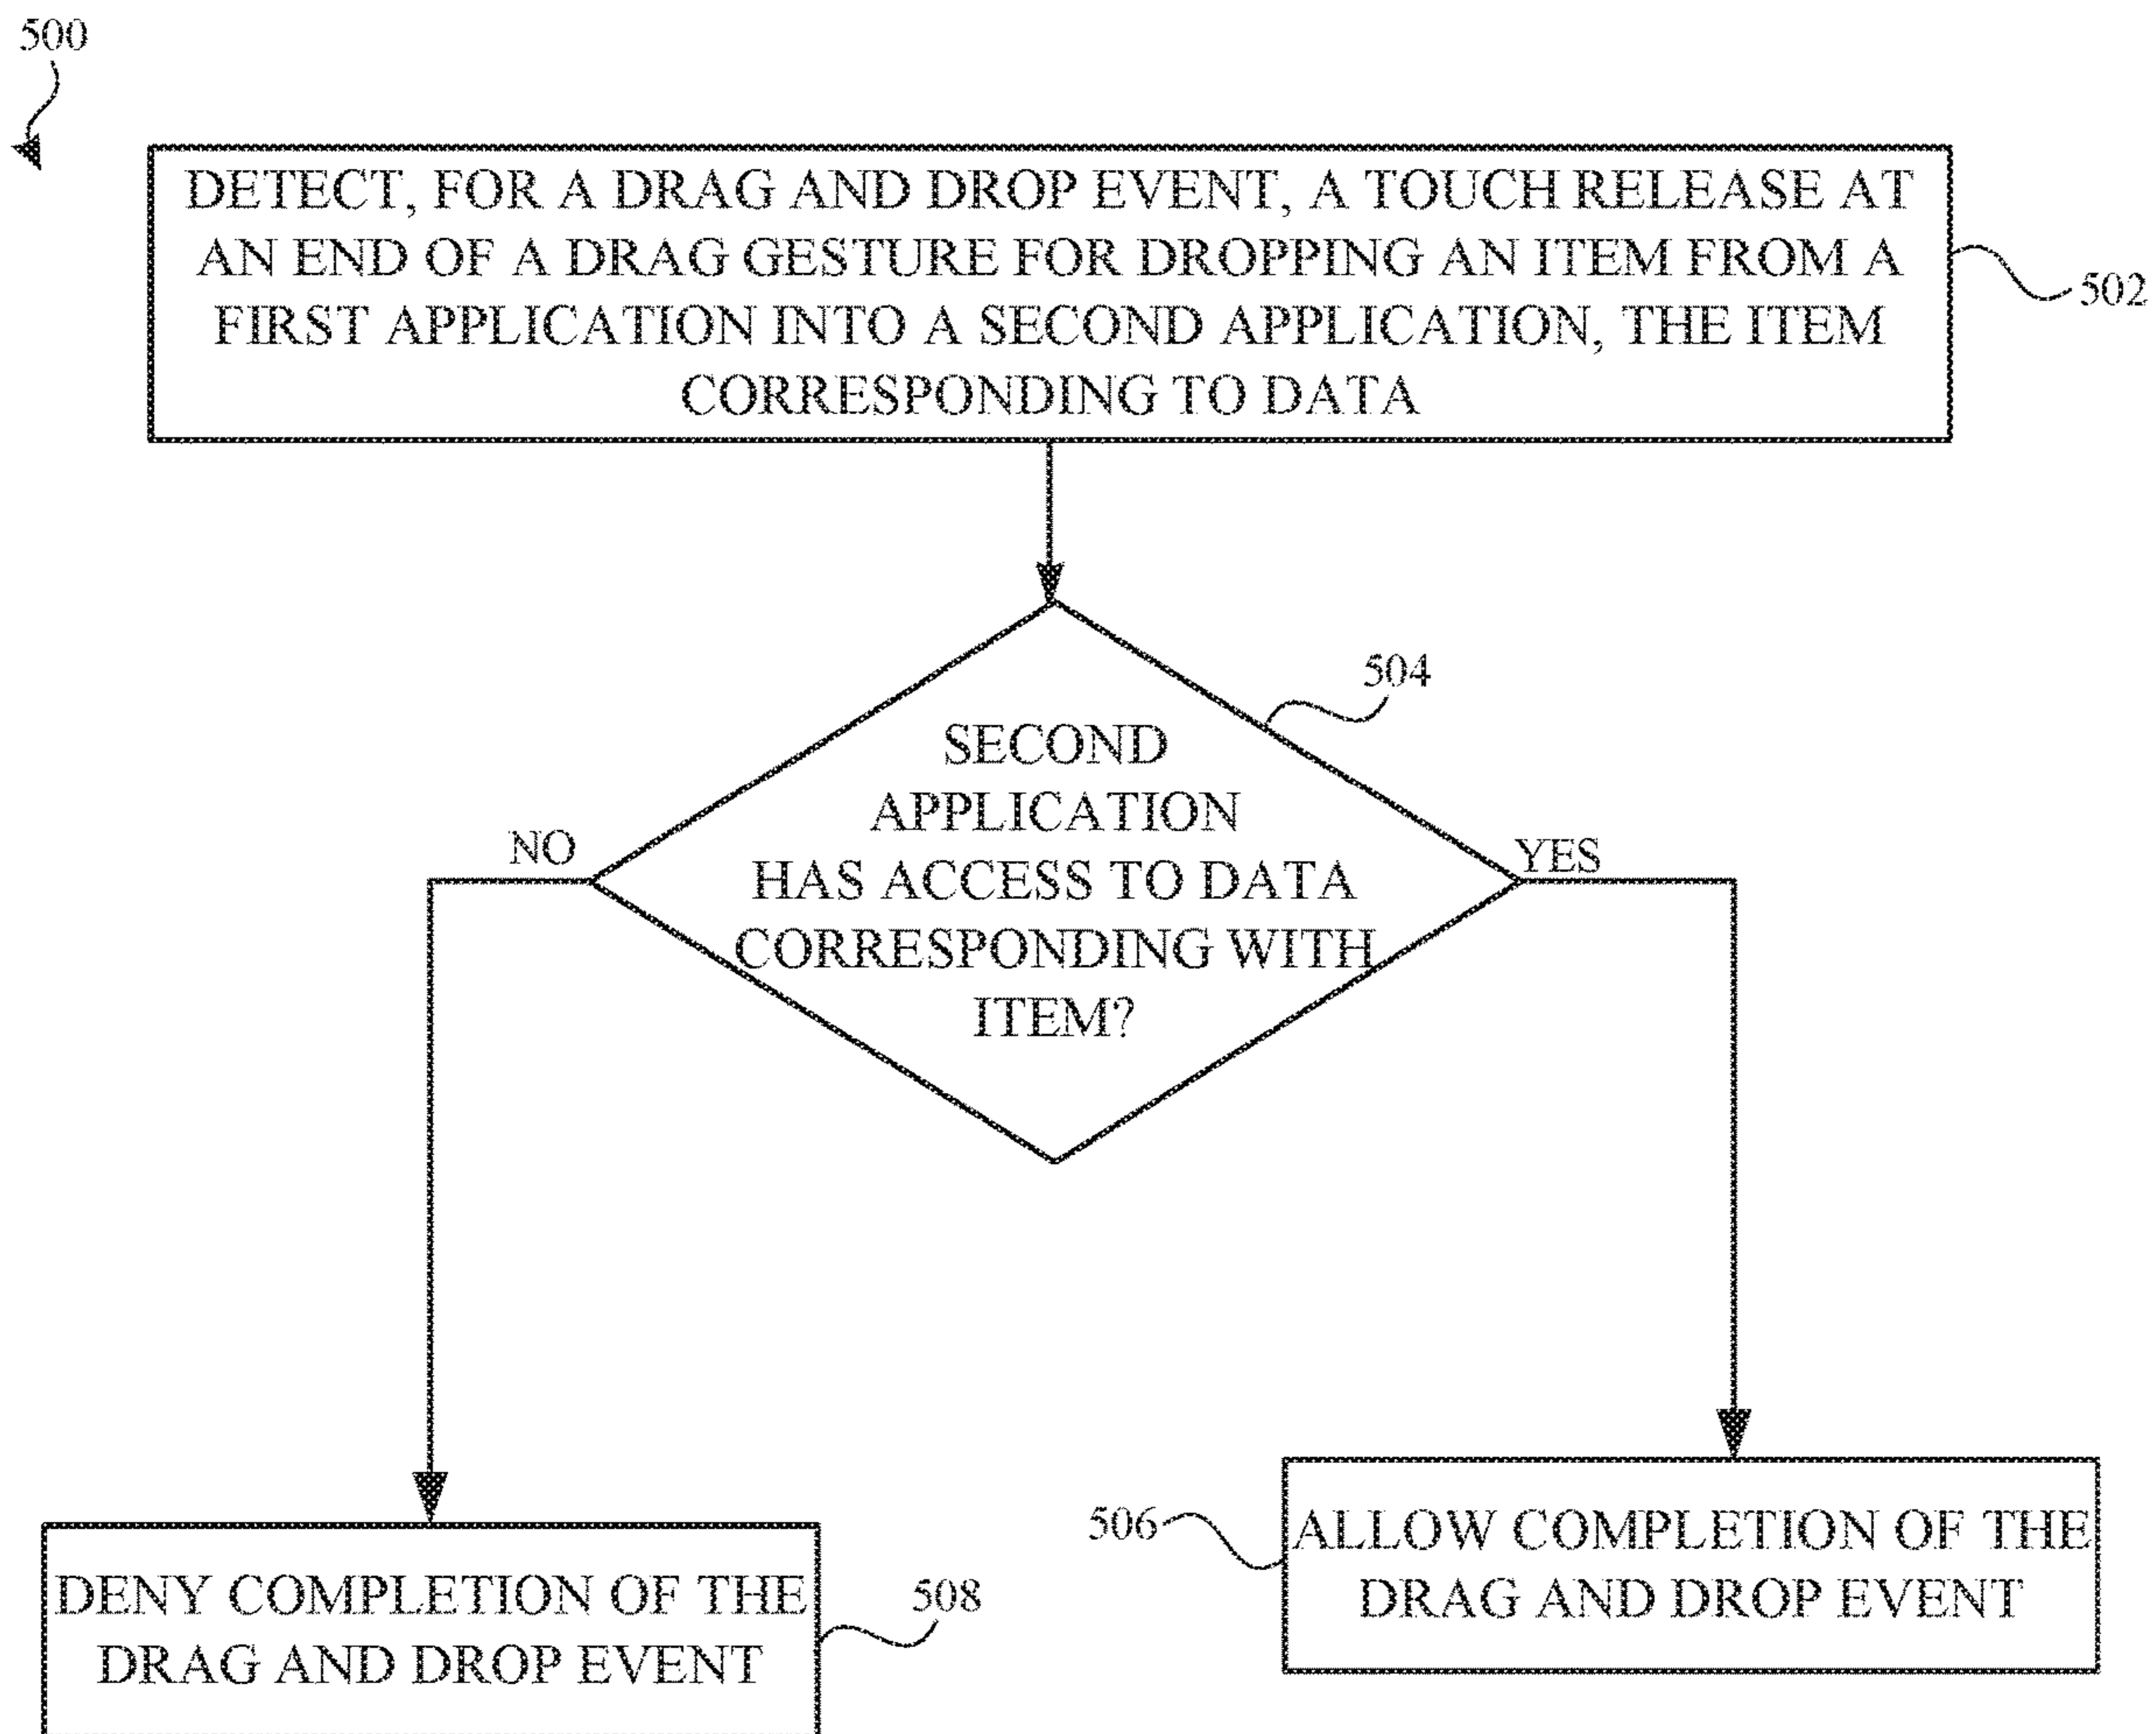 500
DETECT, FOR A DRAG AND DROP EVENT, A TOUCH RELEASE AT
AN END OF A DRAG GESTURE FOR DROPPING AN ITEM FROM A
FIRST APPLICATION INTO A SECOND APPLICATION, THE ITEM
CORRESPONDING TO DATA
502
504
SECOND
APPLICATION
HAS ACCESS TO DATA
CORRESPONDING WITH
ITEM?
NO
YES
DENY COMPLETION OF THE
DRAG AND DROP EVENT
508
506
ALLOW COMPLETION OF THE
DRAG AND DROP EVENT